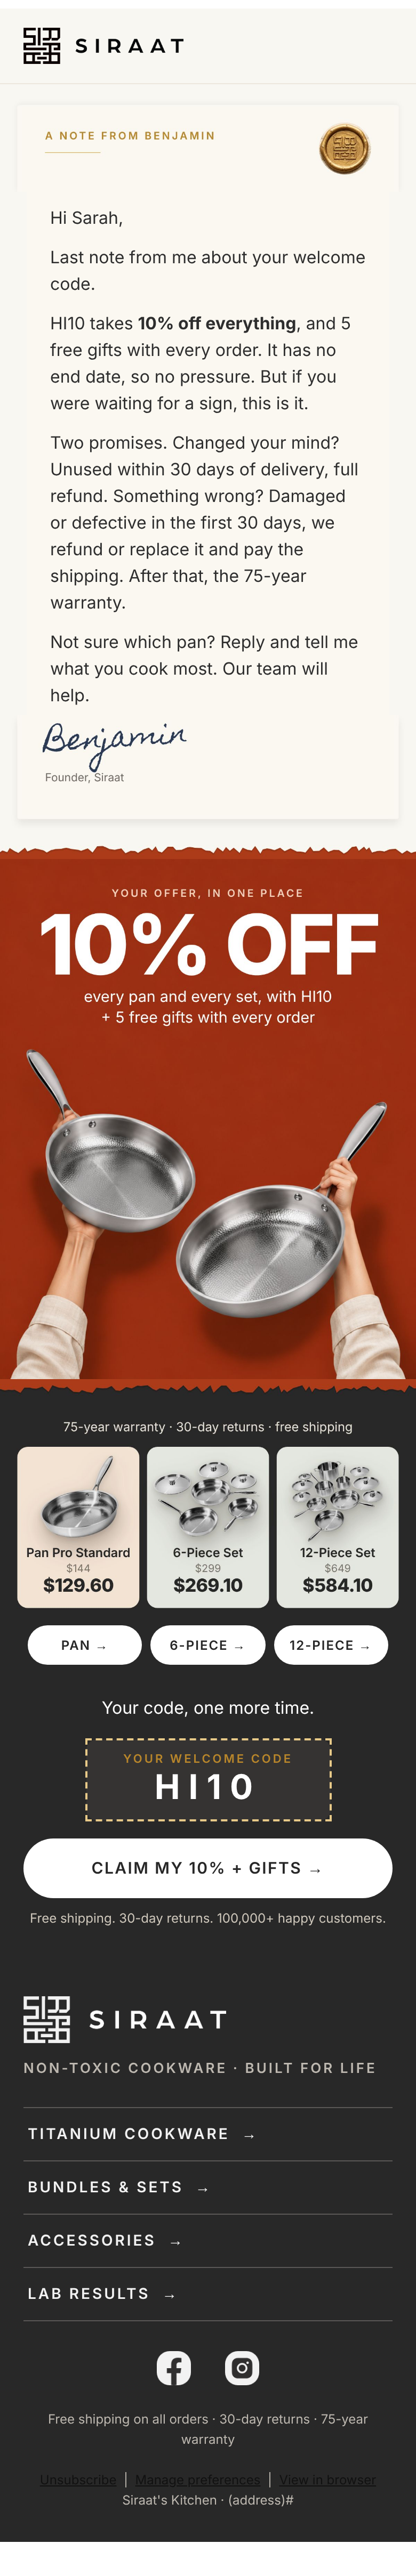 SIRAAT
A NOTE FROM BENJAMIN
Hi Sarah,
Last note from me about your welcome
code.
HI10 takes 10% off everything, and 5
free gifts with every order. It has no
end date, so no pressure. But if you
were waiting for a sign, this is it.
Two promises. Changed your mind?
Unused within 30 days of delivery, full
refund. Something wrong? Damaged
or defective in the first 30 days, we
refund or replace it and pay the
shipping. After that, the 75-year
warranty.
Not sure which pan? Reply and tell me
what you cook most. Our team will
help.
Benjamin
Founder, Siraat
YOUR OFFER, IN ONE PLACE
10% OFF
every pan and every set, with HI10
+ 5 free gifts with every order
75-year warranty · 30-day returns · free shipping
Pan Pro Standard
$144
$129.60
6-Piece Set
$299
$269.10
12-Piece Set
$649
$584.10
PAN →
6-PIECE →
12-PIECE →
Your code, one more time.
YOUR WELCOME CODE
HI10
CLAIM MY 10% + GIFTS →
Free shipping. 30-day returns. 100,000+ happy customers.
SIRAAT
NON-TOXIC COOKWARE · BUILT FOR LIFE
TITANIUM COOKWARE →
BUNDLES & SETS →
ACCESSORIES →
LAB RESULTS →
Free shipping on all orders · 30-day returns · 75-year
warranty
Unsubscribe | Manage preferences | View in browser
Siraat's Kitchen · (address)#